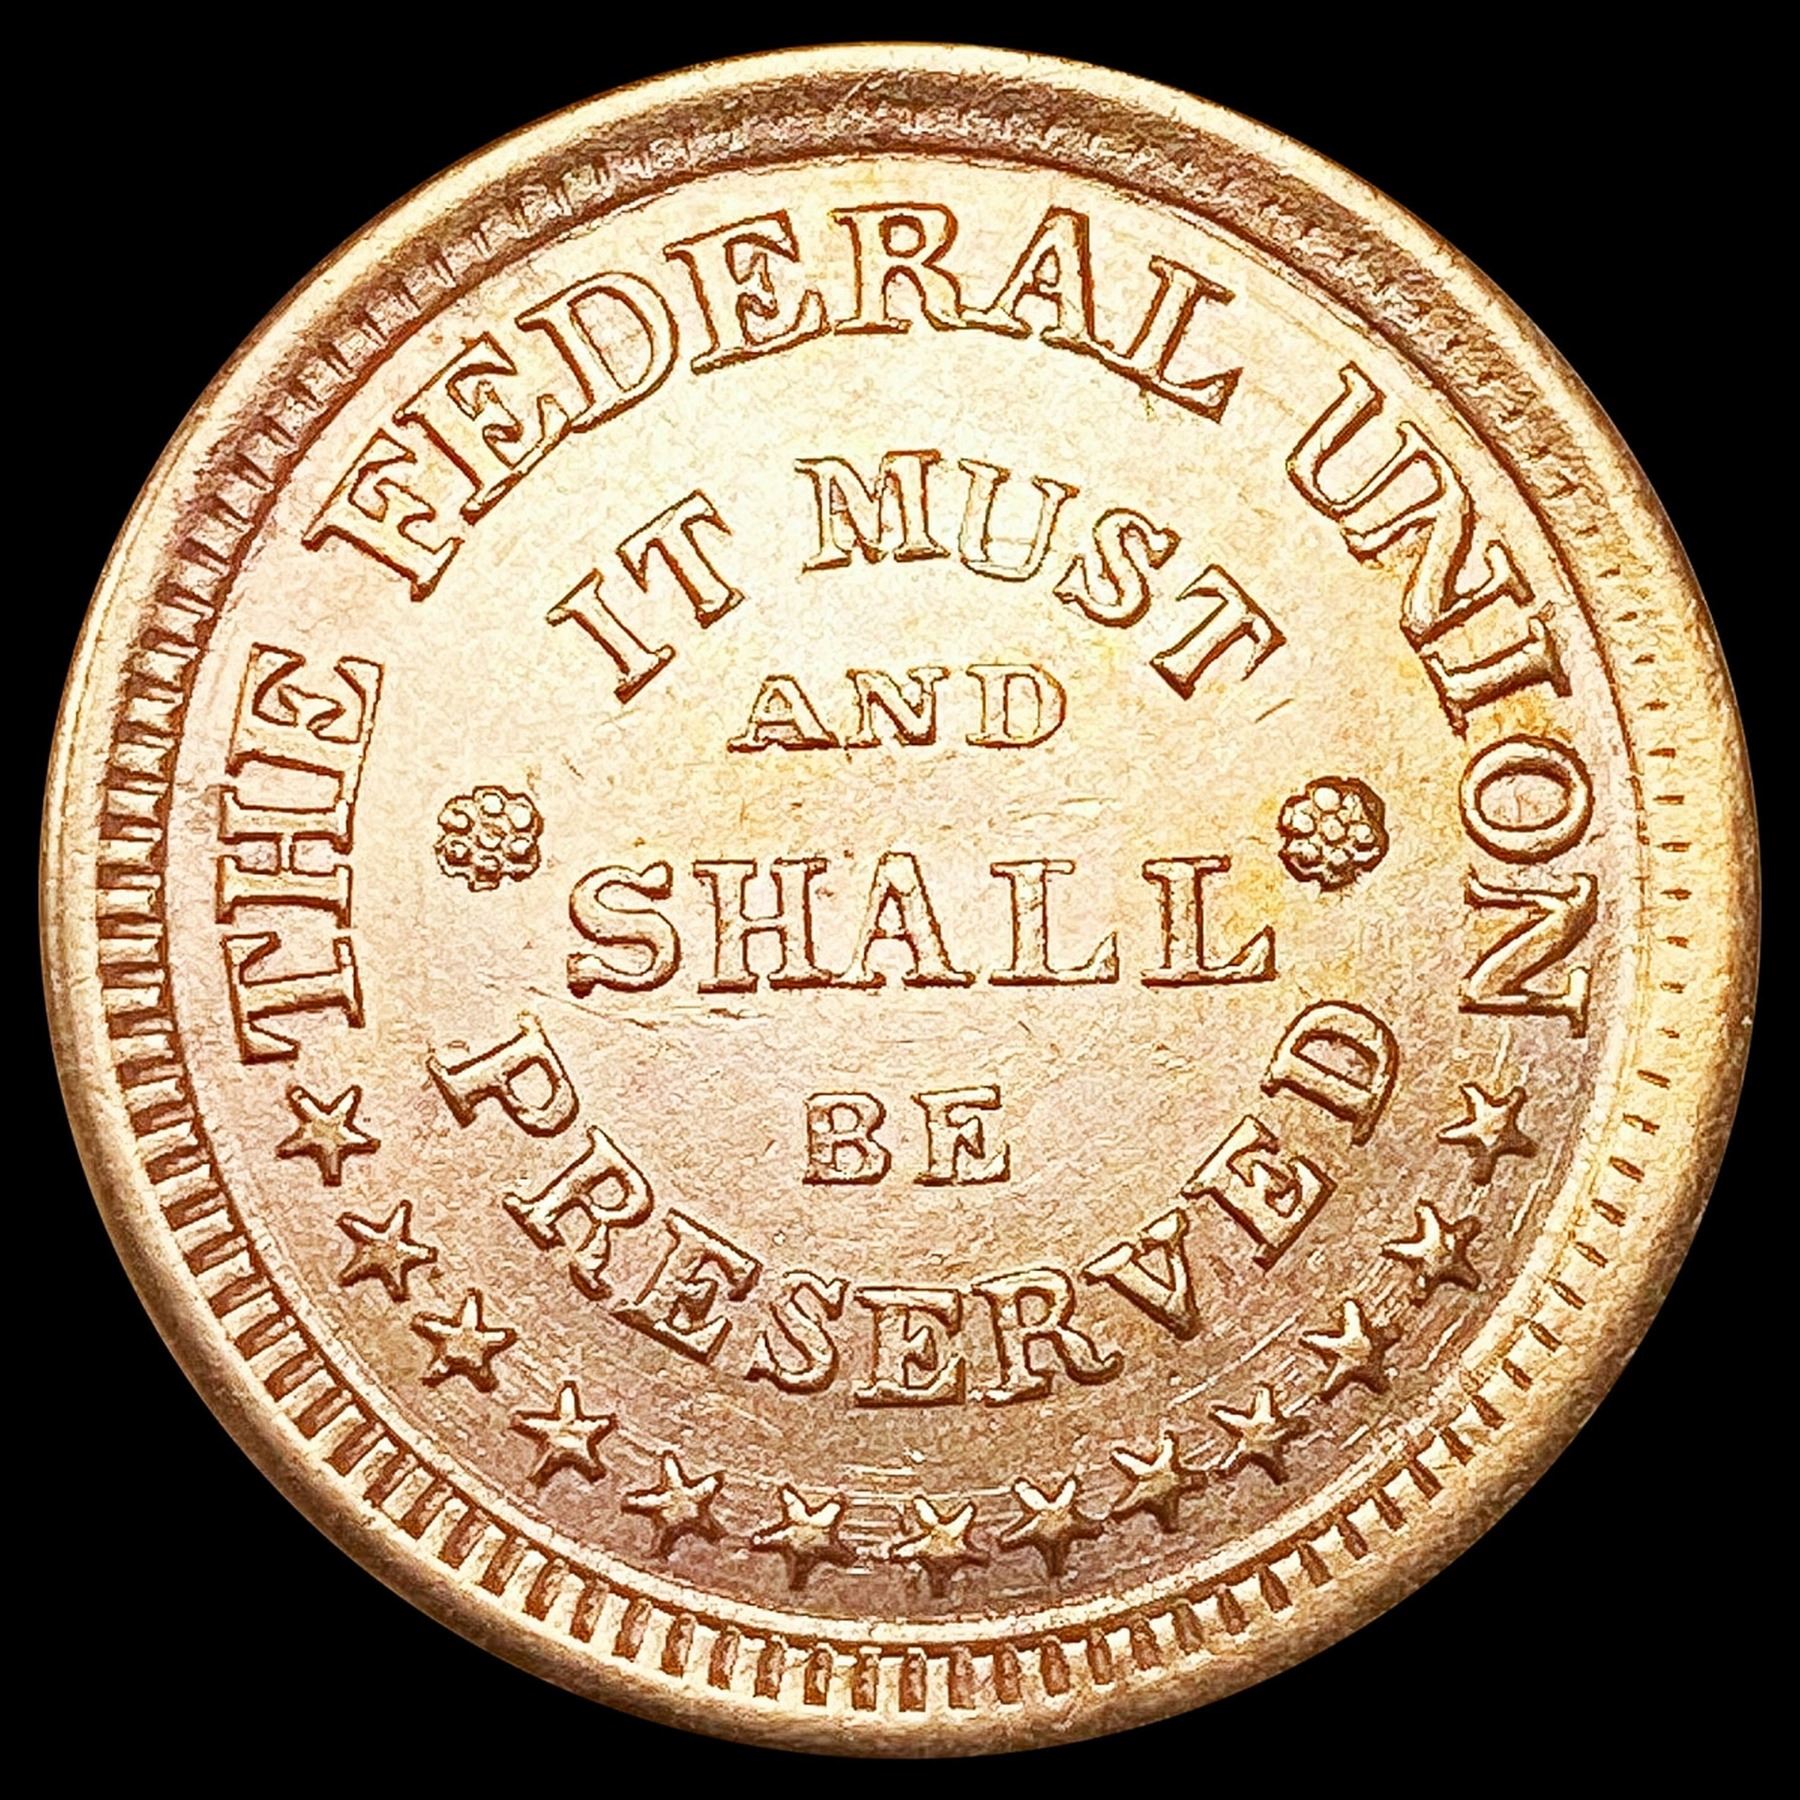 THE FEDERAL UNION
IT MUST
AND
SHALL
BE
PRESERVED